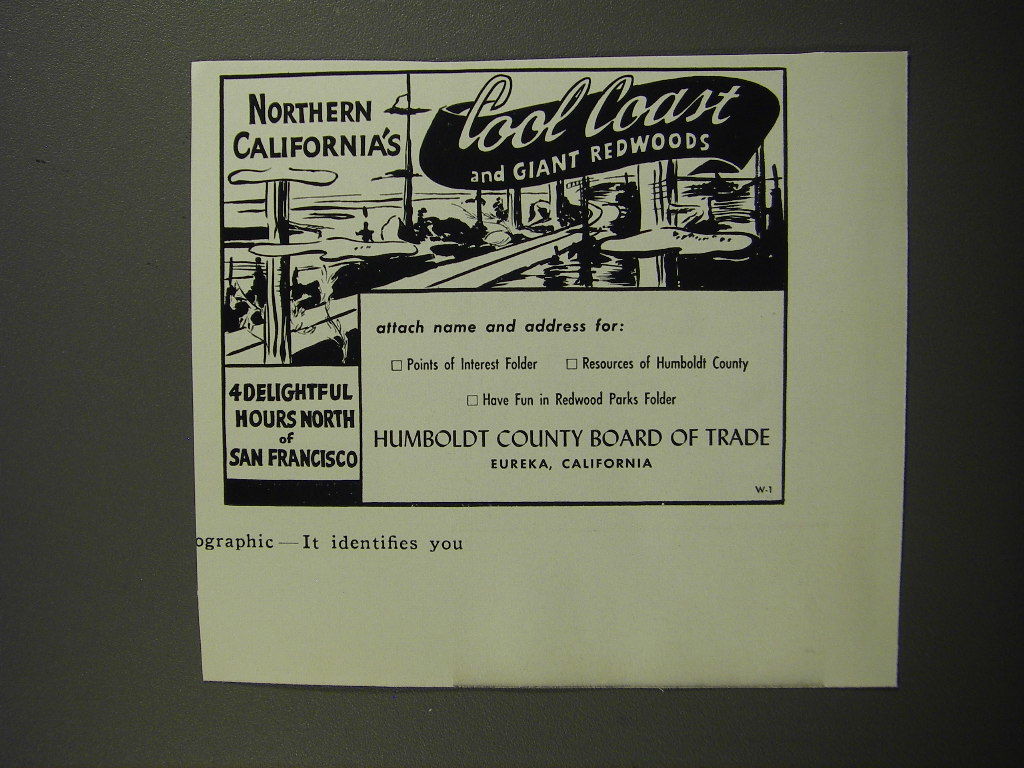 NORTHERN
CALIFORNIA'S
Cool Coast
and GIANT REDWOODS
attach name and address for:
☐ Points of Interest Folder ☐ Resources of Humboldt County
☐ Have Fun in Redwood Parks Folder
4 DELIGHTFUL
HOURS NORTH
of
SAN FRANCISCO
HUMBOLDT COUNTY BOARD OF TRADE
EUREKA, CALIFORNIA
W-1
ographic—It identifies you